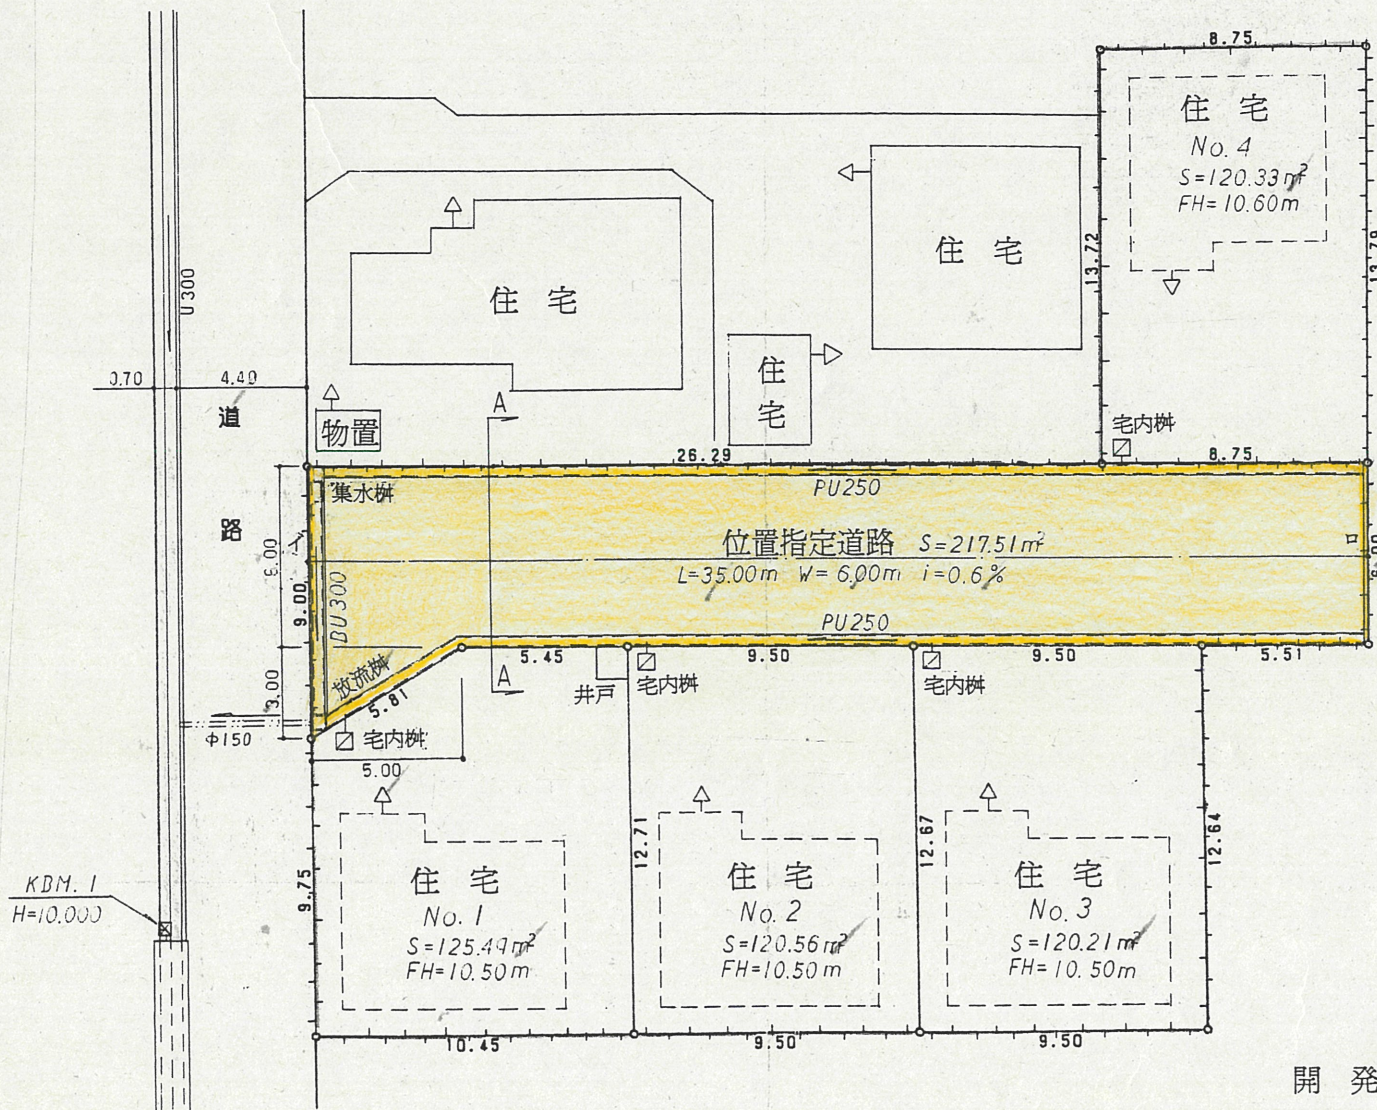 8.75
住 宅
No. 4
S=120.33㎡
FH=10.60m
13.72
13.79
住 宅
住 宅
住
宅
U300
0.70
4.40
道
路
物置
A
26.29
宅内桝
8.75
集水桝
PU250
位置指定道路 S=217.51㎡
L=35.00m W=6.00m i=0.6%
6.00
9.00
BU300
PU250
3.00
放流桝
5.81
5.45
9.50
9.50
5.51
A
井戸
宅内桝
宅内桝
宅内桝
φ150
5.00
12.71
12.67
12.64
9.75
KBM. 1
H=10.000
住 宅
No. 1
S=125.49㎡
FH=10.50m
住 宅
No. 2
S=120.56㎡
FH=10.50m
住 宅
No. 3
S=120.21㎡
FH=10.50m
10.45
9.50
9.50
開 発